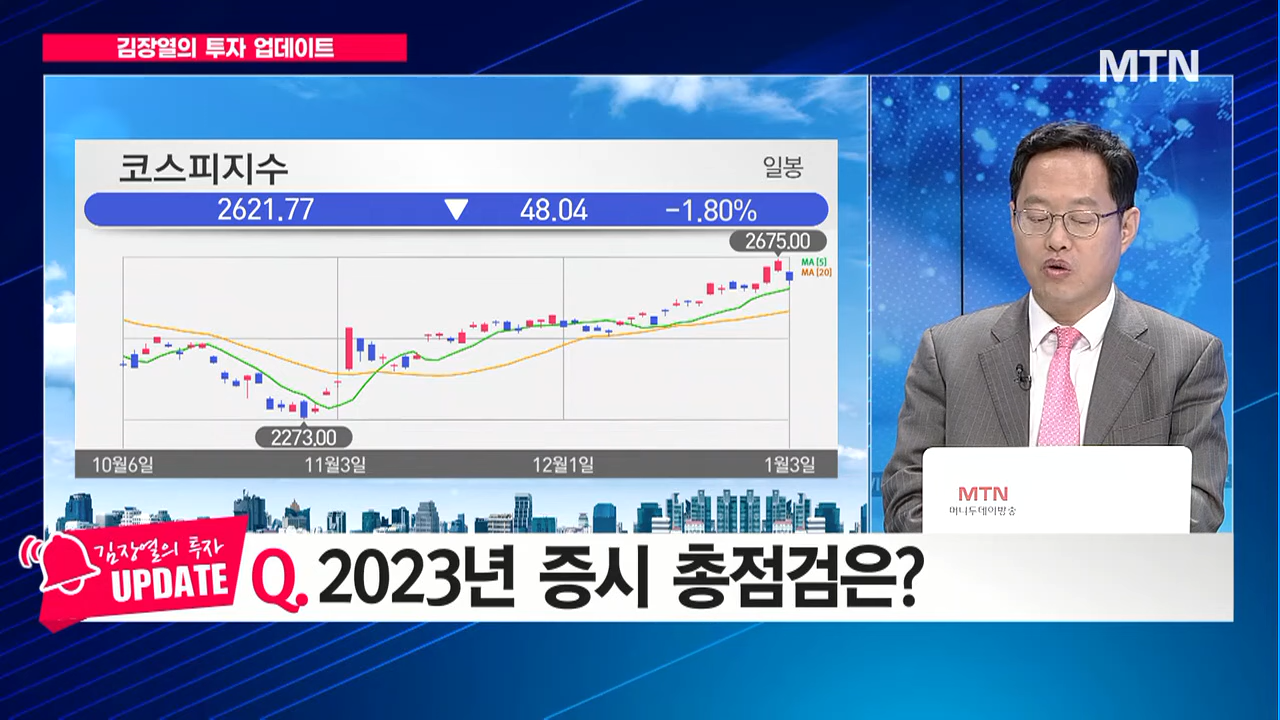 김장열의 투자 업데이트
MTN
코스피지수
일봉
2621.77 ▼ 48.04 -1.80%
2675.00
MA [5]
MA [20]
2273.00
10월6일 11월3일 12월1일 1월3일
MTN
머니투데이방송
김장열의 투자
UPDATE
Q. 2023년 증시 총점검은?